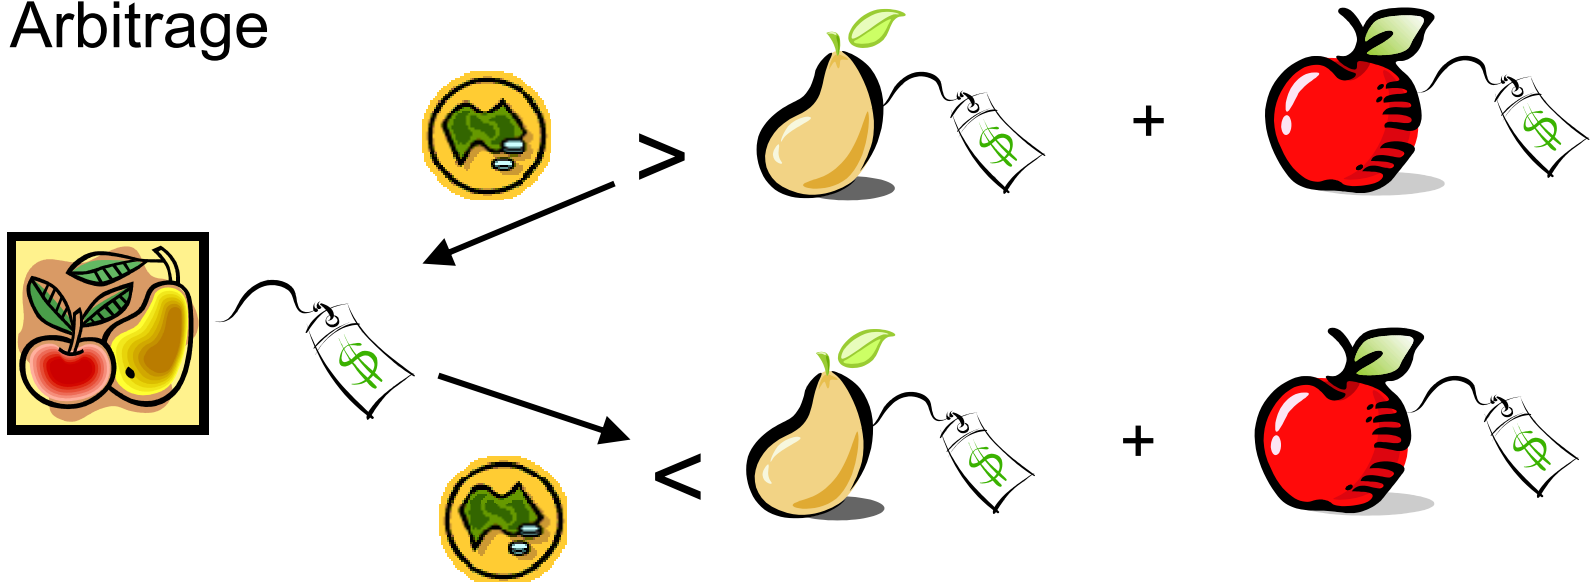 Arbitrage
> $ + $
$
< $ + $